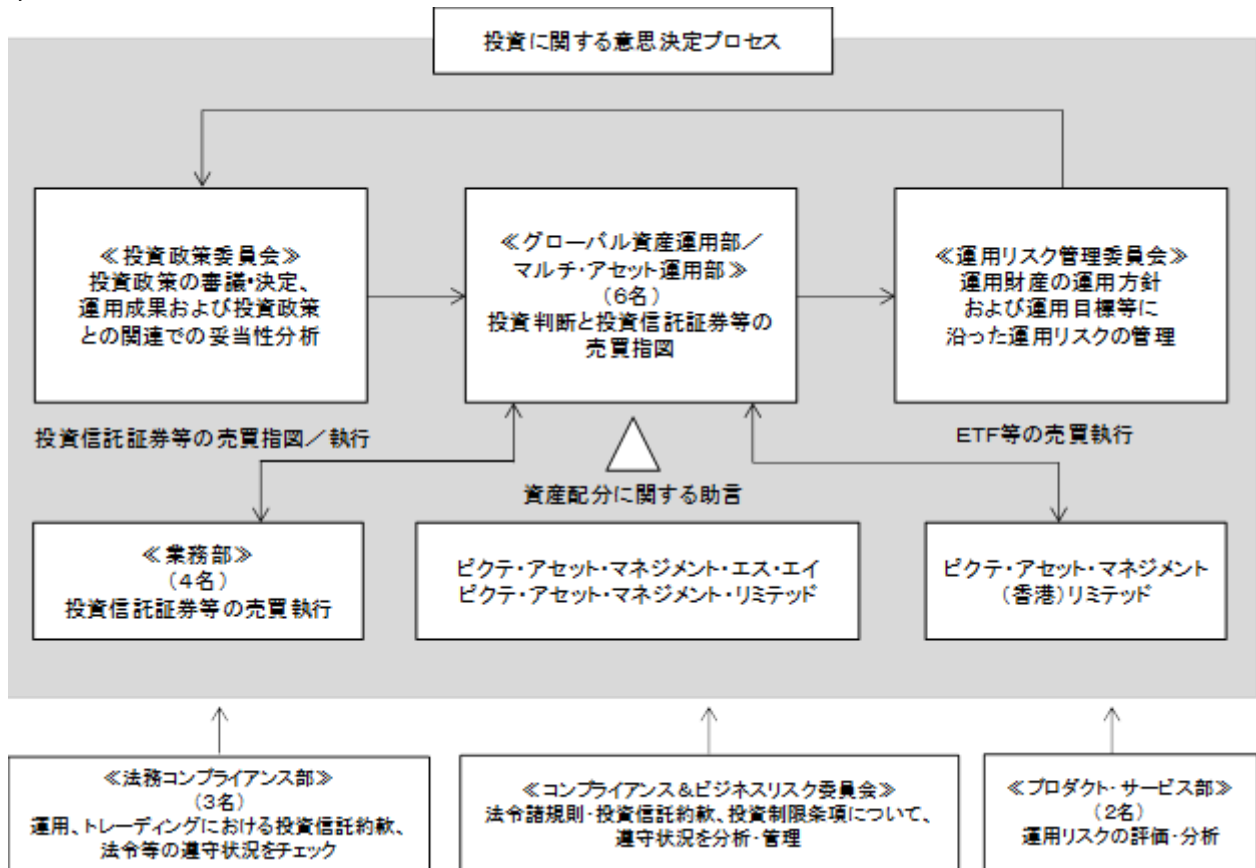 投資に関する意思決定プロセス
≪投資政策委員会≫
投資政策の審議・決定、
運用成果および投資政策
との関連での妥当性分析
≪グローバル資産運用部／
マルチ・アセット運用部≫
（6名）
投資判断と投資信託証券等の
売買指図
≪運用リスク管理委員会≫
運用財産の運用方針
および運用目標等に
沿った運用リスクの管理
投資信託証券等の売買指図／執行
ETF等の売買執行
資産配分に関する助言
≪業務部≫
（4名）
投資信託証券等の売買執行
ピクテ・アセット・マネジメント・エス・エイ
ピクテ・アセット・マネジメント・リミテッド
ピクテ・アセット・マネジメント
（香港）リミテッド
≪法務コンプライアンス部≫
（3名）
運用、トレーディングにおける投資信託約款、
法令等の遵守状況をチェック
≪コンプライアンス＆ビジネスリスク委員会≫
法令諸規則・投資信託約款、投資制限条項について、
遵守状況を分析・管理
≪プロダクト・サービス部≫
（2名）
運用リスクの評価・分析